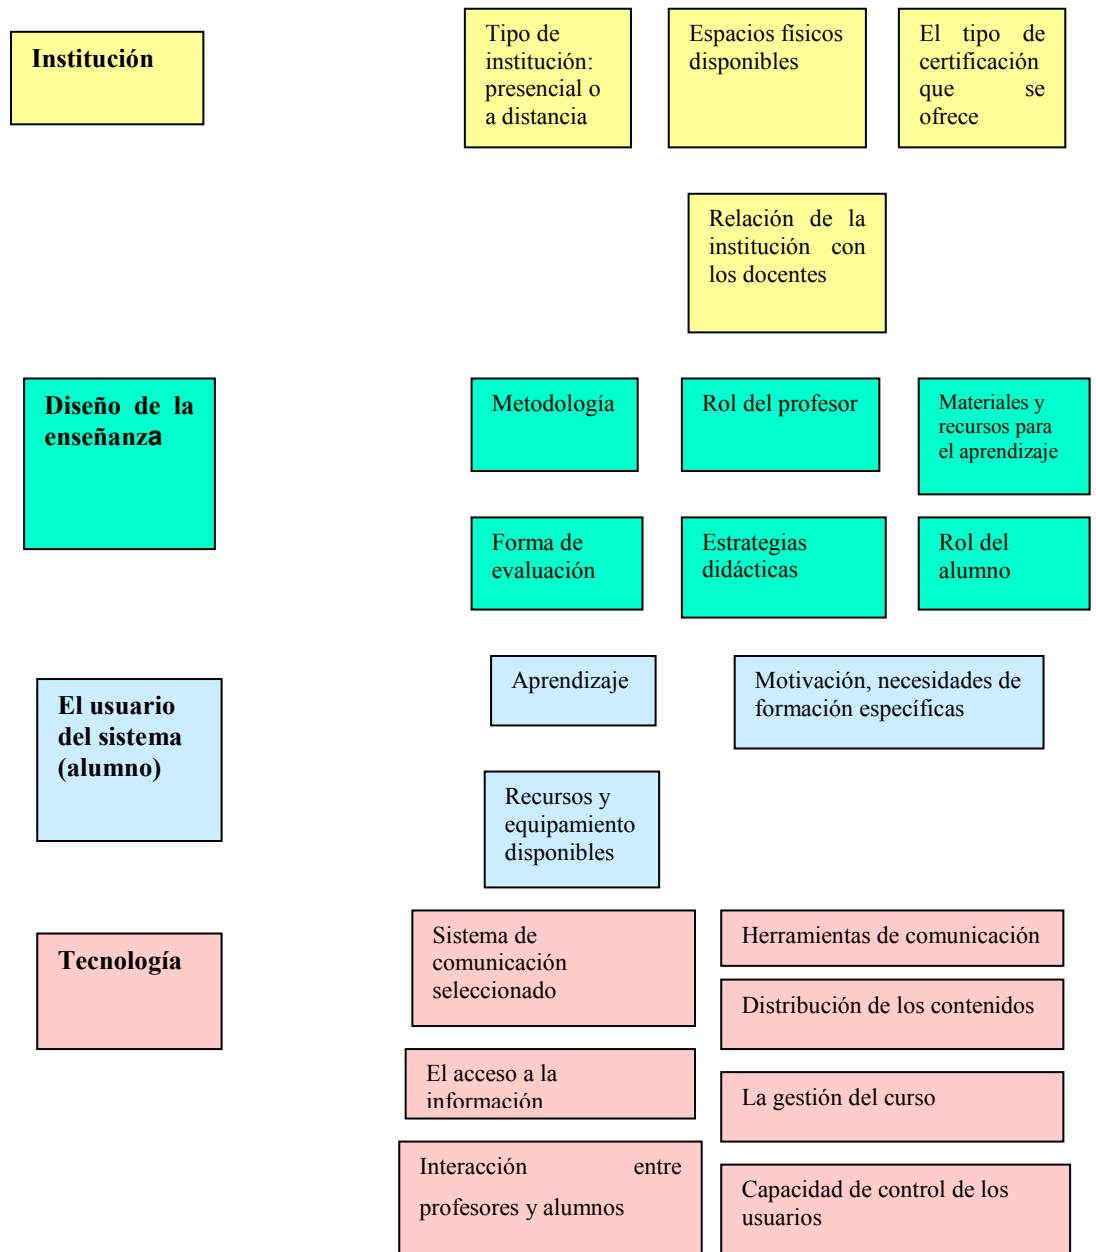 Institución
Tipo de
institución:
presencial o
a distancia
Espacios físicos
disponibles
El tipo de
certificación
que se
ofrece
Relación de la
institución con
los docentes
Diseño de la
enseñanza
Metodología
Rol del profesor
Materiales y
recursos para
el aprendizaje
Forma de
evaluación
Estrategias
didácticas
Rol del
alumno
El usuario
del sistema
(alumno)
Aprendizaje
Motivación, necesidades de
formación específicas
Recursos y
equipamiento
disponibles
Tecnología
Sistema de
comunicación
seleccionado
Herramientas de comunicación
Distribución de los contenidos
El acceso a la
información
La gestión del curso
Interacción entre
profesores y alumnos
Capacidad de control de los
usuarios